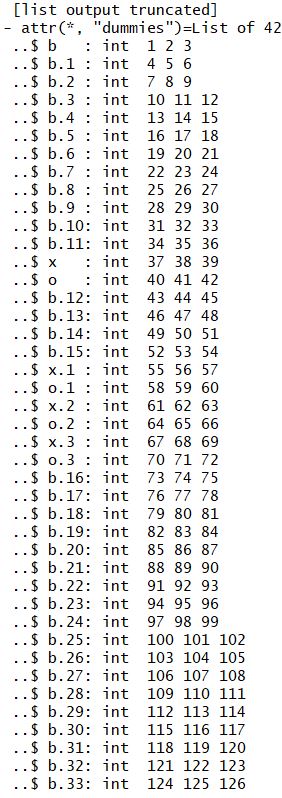 [list output truncated]
- attr(*, "dummies")=List of 42
..$ b   : int  1 2 3
..$ b.1 : int  4 5 6
..$ b.2 : int  7 8 9
..$ b.3 : int  10 11 12
..$ b.4 : int  13 14 15
..$ b.5 : int  16 17 18
..$ b.6 : int  19 20 21
..$ b.7 : int  22 23 24
..$ b.8 : int  25 26 27
..$ b.9 : int  28 29 30
..$ b.10: int  31 32 33
..$ b.11: int  34 35 36
..$ x   : int  37 38 39
..$ o   : int  40 41 42
..$ b.12: int  43 44 45
..$ b.13: int  46 47 48
..$ b.14: int  49 50 51
..$ b.15: int  52 53 54
..$ x.1 : int  55 56 57
..$ o.1 : int  58 59 60
..$ x.2 : int  61 62 63
..$ o.2 : int  64 65 66
..$ x.3 : int  67 68 69
..$ o.3 : int  70 71 72
..$ b.16: int  73 74 75
..$ b.17: int  76 77 78
..$ b.18: int  79 80 81
..$ b.19: int  82 83 84
..$ b.20: int  85 86 87
..$ b.21: int  88 89 90
..$ b.22: int  91 92 93
..$ b.23: int  94 95 96
..$ b.24: int  97 98 99
..$ b.25: int  100 101 102
..$ b.26: int  103 104 105
..$ b.27: int  106 107 108
..$ b.28: int  109 110 111
..$ b.29: int  112 113 114
..$ b.30: int  115 116 117
..$ b.31: int  118 119 120
..$ b.32: int  121 122 123
..$ b.33: int  124 125 126